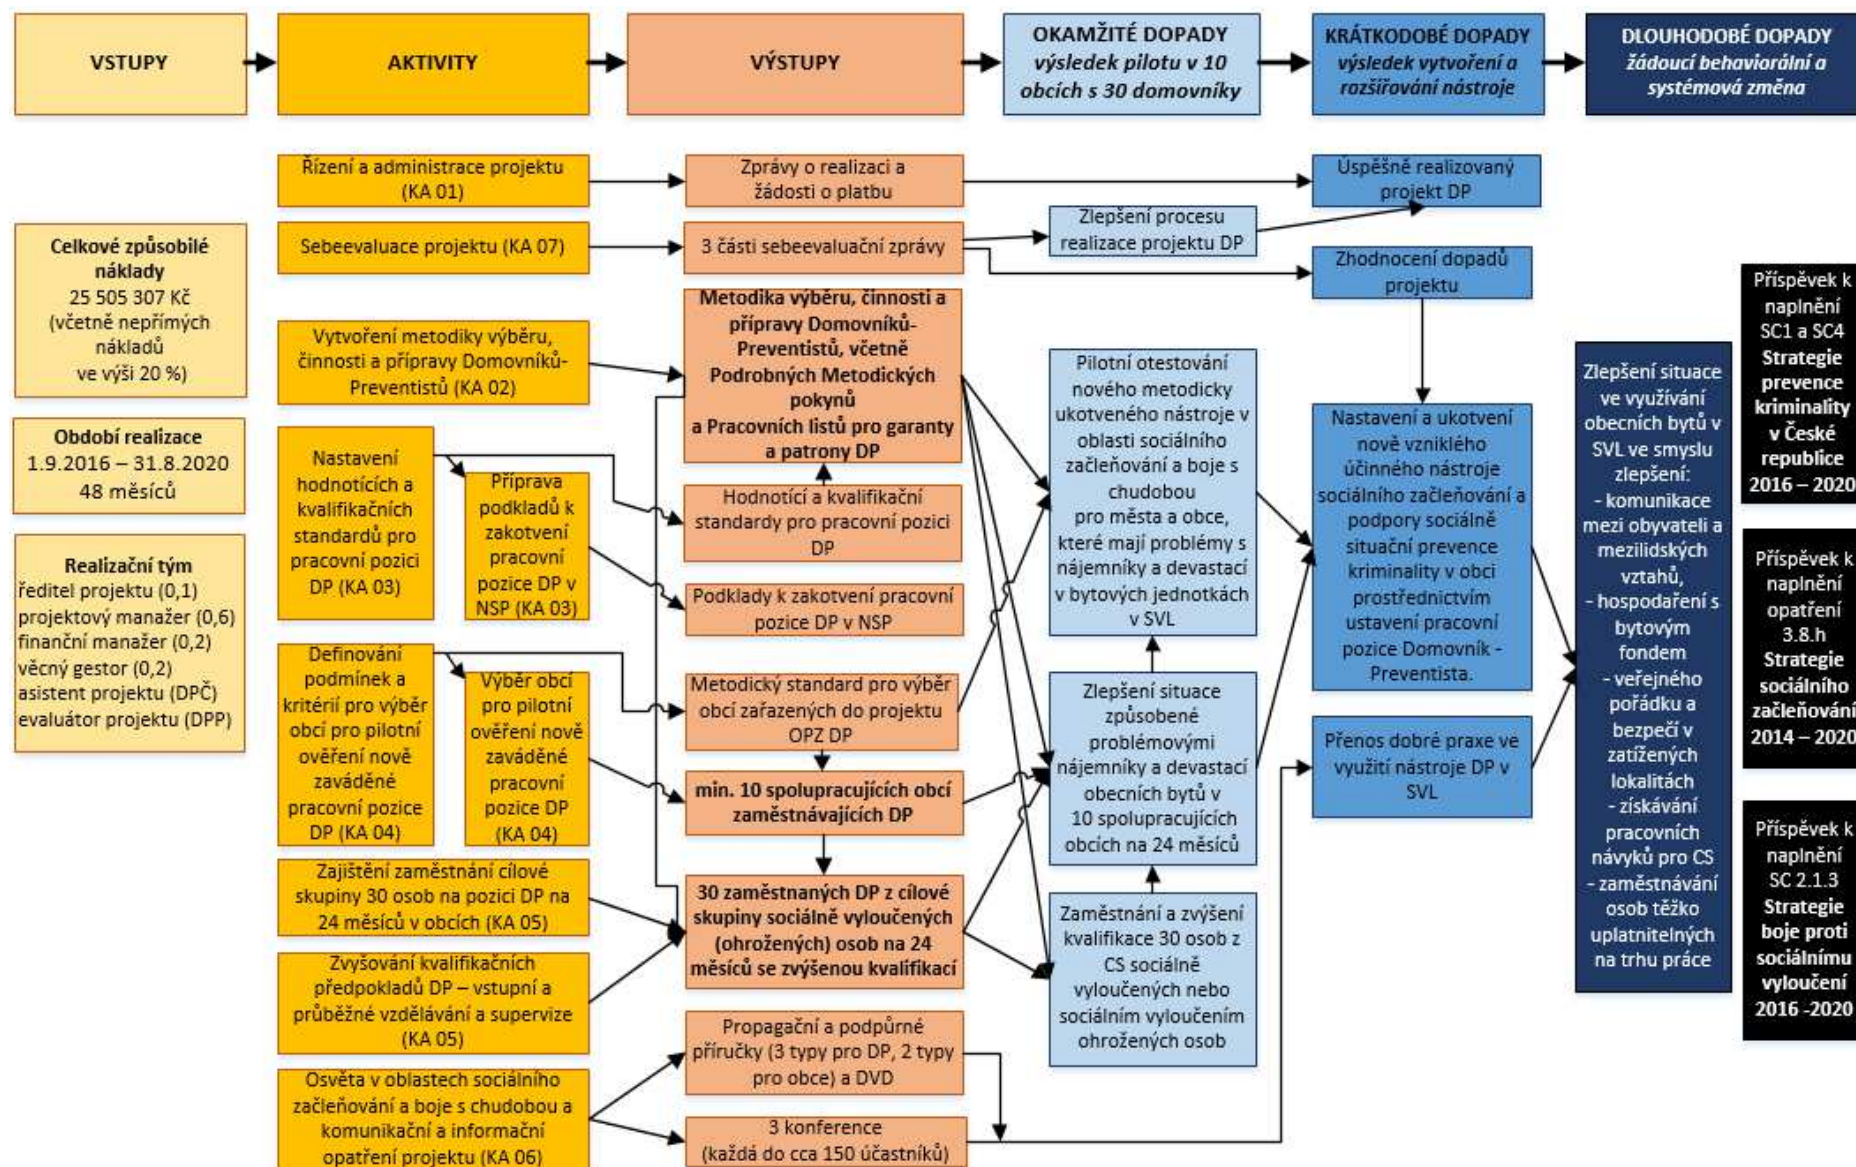 VSTUPY
AKTIVITY
VÝSTUPY
OKAMŽITÉ DOPADY
výsledek pilotu v 10
obcích s 30 domovníky
KRÁTKODOBÉ DOPADY
výsledek vytvoření a
rozšiřování nástroje
DLOUHODOBÉ DOPADY
žádoucí behaviorální a
systémová změna
Celkové způsobilé
náklady
25 505 307 Kč
(včetně nepřímých
nákladů
ve výši 20 %)
Období realizace
1.9.2016 – 31.8.2020
48 měsíců
Realizační tým
ředitel projektu (0,1)
projektový manažer (0,6)
finanční manažer (0,2)
věcný gestor (0,2)
asistent projektu (DPČ)
evaluátor projektu (DPP)
Řízení a administrace projektu
(KA 01)
Sebeevaluace projektu (KA 07)
Vytvoření metodiky výběru,
činnosti a přípravy Domovníků-
Preventistů (KA 02)
Nastavení
hodnotících a
kvalifikačních
standardů pro
pracovní pozici
DP (KA 03)
Příprava
podkladů k
zakotvení
pracovní
pozice DP v
NSP (KA 03)
Definování
podmínek a
kritérií pro výběr
obcí pro pilotní
ověření nově
zaváděné
pracovní pozice
DP (KA 04)
Výběr obcí
pro pilotní
ověření nově
zaváděné
pracovní
pozice DP
(KA 04)
Zajištění zaměstnání cílové
skupiny 30 osob na pozici DP na
24 měsíců v obcích (KA 05)
Zvyšování kvalifikačních
předpokladů DP – vstupní a
průběžné vzdělávání a supervize
(KA 05)
Osvěta v oblastech sociálního
začleňování a boje s chudobou a
komunikační a informační
opatření projektu (KA 06)
Zprávy o realizaci a
žádosti o platbu
3 části sebeevaluační zprávy
Metodika výběru, činnosti a
přípravy Domovníků-
Preventistů, včetně
Podrobných Metodických
pokynů
a Pracovních listů pro garanty
a patrony DP
Hodnotící a kvalifikační
standardy pro pracovní pozici
DP
Podklady k zakotvení pracovní
pozice DP v NSP
Metodický standard pro výběr
obcí zařazených do projektu
OPZ DP
min. 10 spolupracujících obcí
zaměstnávajících DP
30 zaměstnaných DP z cílové
skupiny sociálně vyloučených
(ohrožených) osob na 24
měsíců se zvýšenou kvalifikací
Propagační a podpůrné
příručky (3 typy pro DP, 2 typy
pro obce) a DVD
3 konference
(každá do cca 150 účastníků)
Zlepšení procesu
realizace projektu DP
Pilotní otestování
nového metodicky
ukotveného nástroje v
oblasti sociálního
začleňování a boje s
chudobou
pro města a obce,
které mají problémy s
nájemníky a devastací
v bytových jednotkách
v SVL
Zlepšení situace
způsobené
problémovými
nájemníky a devastací
obecních bytů v
10 spolupracujících
obcích na 24 měsíců
Zaměstnání a zvýšení
kvalifikace 30 osob z
CS sociálně
vyloučených nebo
sociálním vyloučením
ohrožených osob
Úspěšně realizovaný
projekt DP
Zhodnocení dopadů
projektu
Nastavení a ukotvení
nově vzniklého
účinného nástroje
sociálního začleňování a
podpory sociálně
situační prevence
kriminality v obci
prostřednictvím
ustavení pracovní
pozice Domovník -
Preventista.
Přenos dobré praxe ve
využití nástroje DP v
SVL
Zlepšení situace
ve využívání
obecních bytů v
SVL ve smyslu
zlepšení:
- komunikace
mezi obyvateli a
mezilidských
vztahů,
- hospodaření s
bytovým
fondem
- veřejného
pořádku a
bezpečí v
zatížených
lokalitách
- získávání
pracovních
návyků pro CS
- zaměstnávání
osob těžko
uplatnitelných
na trhu práce
Příspěvek k
naplnění
SC1 a SC4
Strategie
prevence
kriminality
v České
republice
2016 – 2020
Příspěvek k
naplnění
opatření
3.8.h
Strategie
sociálního
začleňování
2014 – 2020
Příspěvek k
naplnění
SC 2.1.3
Strategie
boje proti
sociálnímu
vyloučení
2016 -2020